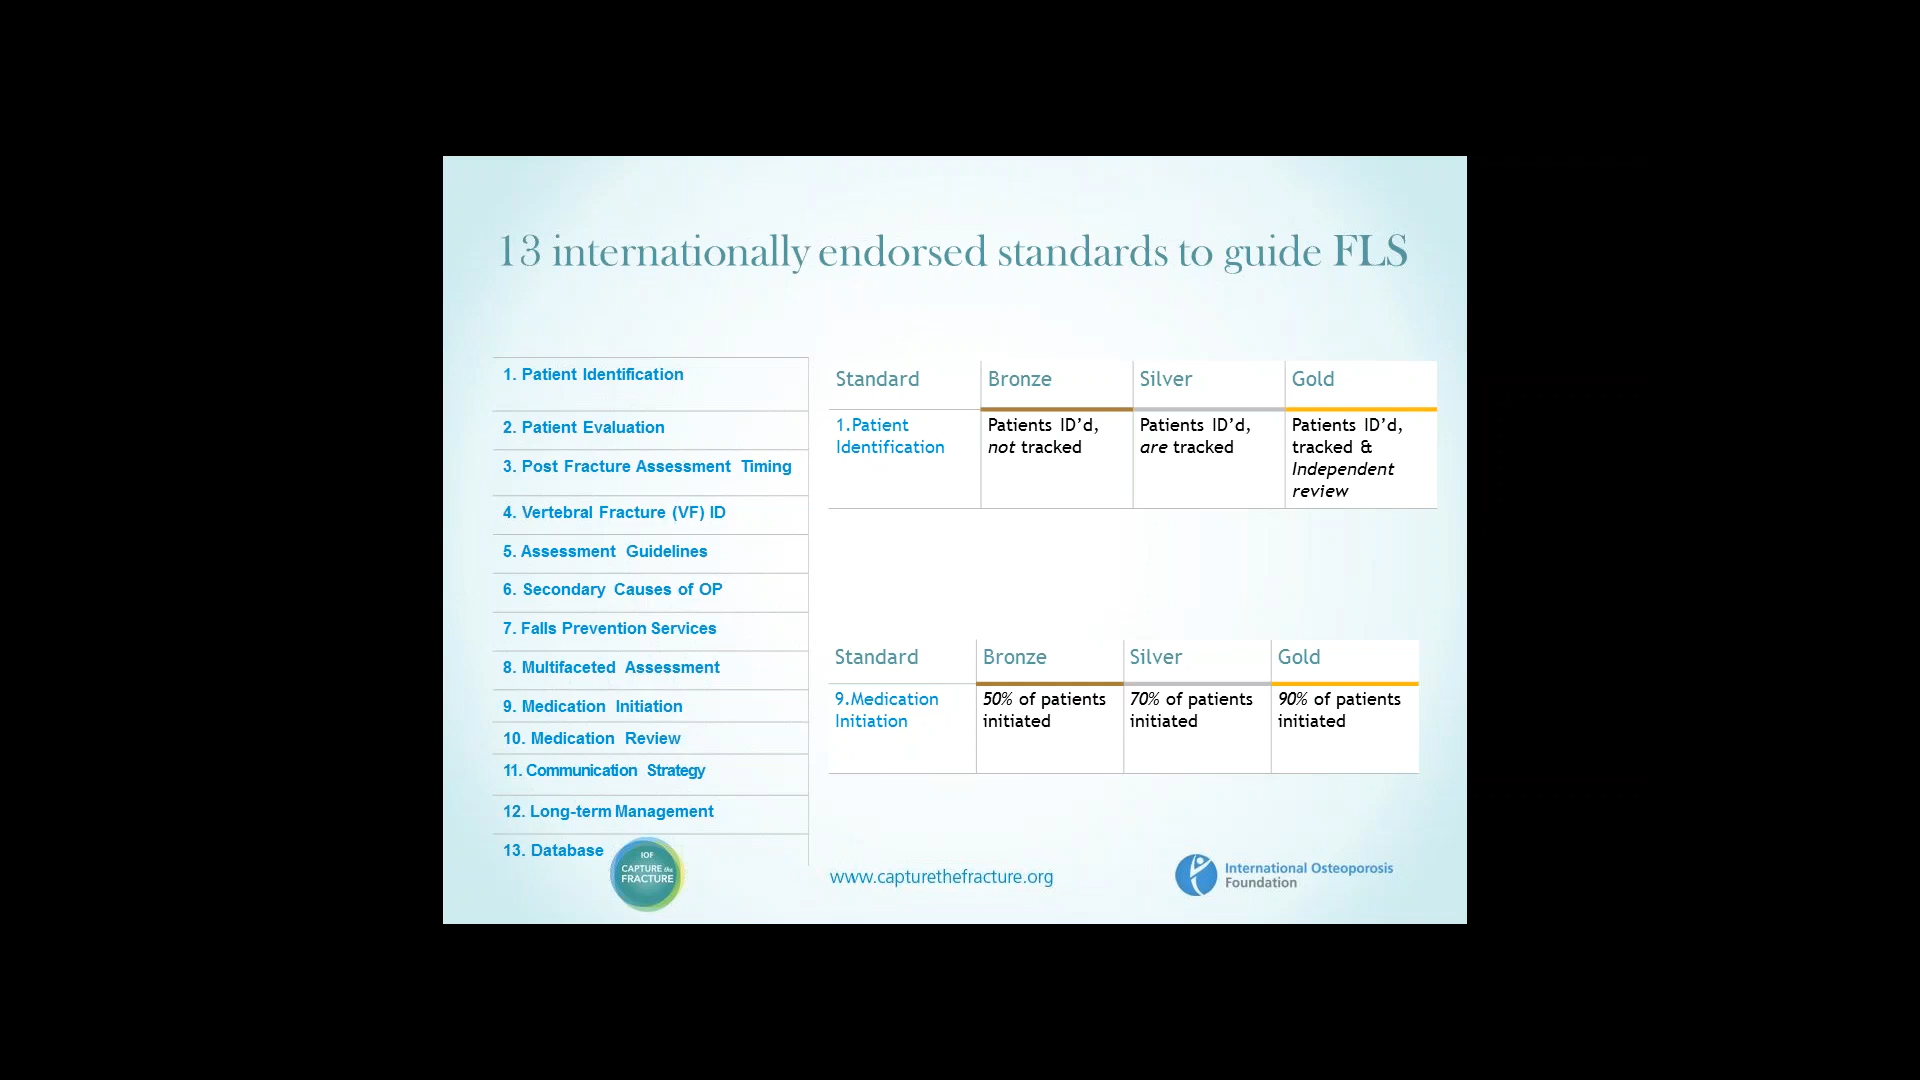 13 internationally endorsed standards to guide FLS
1. Patient Identification
2. Patient Evaluation
3. Post Fracture Assessment Timing
4. Vertebral Fracture (VF) ID
5. Assessment Guidelines
6. Secondary Causes of OP
7. Falls Prevention Services
8. Multifaceted Assessment
9. Medication Initiation
10. Medication Review
11. Communication Strategy
12. Long-term Management
13. Database
Standard Bronze Silver Gold
1.Patient Patients ID’d, Patients ID’d, Patients ID’d,
Identification not tracked are tracked tracked &
Independent
review
Standard Bronze Silver Gold
9.Medication 50% of patients 70% of patients 90% of patients
Initiation initiated initiated initiated
IOF
CAPTURE the
FRACTURE
www.capturethefracture.org
International Osteoporosis
Foundation